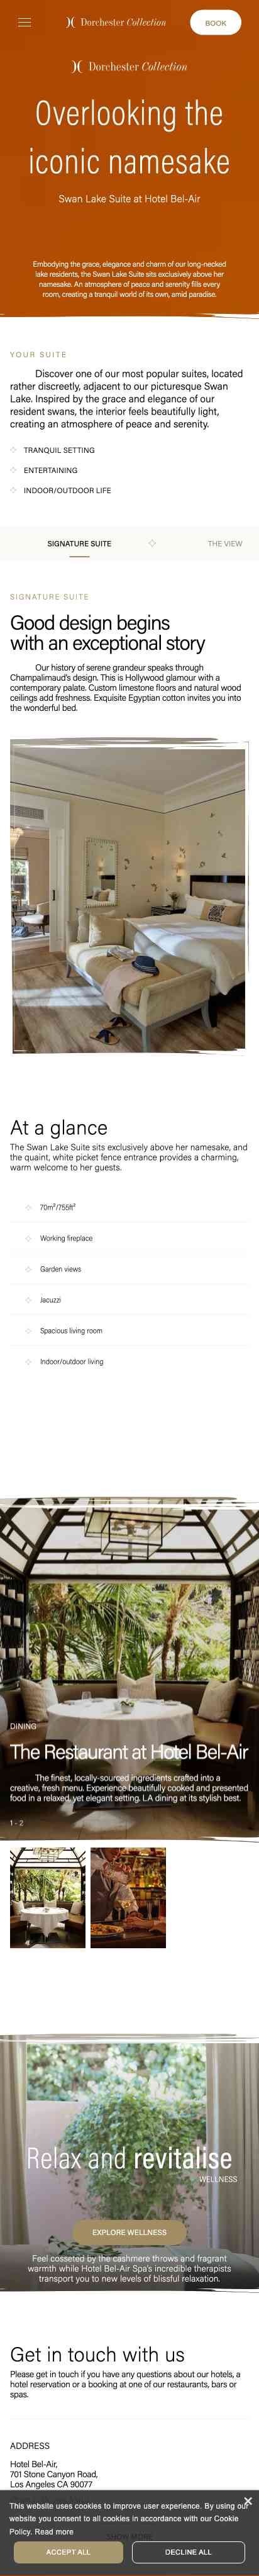 Dorchester Collection
BOOK
Dorchester Collection
Overlooking the
iconic namesake
Swan Lake Suite at Hotel Bel-Air
Embodying the grace, elegance and charm of our long-necked
lake residents, the Swan Lake Suite sits exclusively above her
namesake. An atmosphere of peace and serenity fills every
room, creating a tranquil world of its own, amid paradise.
YOUR SUITE
Discover one of our most popular suites, located
rather discreetly, adjacent to our picturesque Swan
Lake. Inspired by the grace and elegance of our
resident swans, the interior feels beautifully light,
creating an atmosphere of peace and serenity.
TRANQUIL SETTING
ENTERTAINING
INDOOR/OUTDOOR LIFE
SIGNATURE SUITE
THE VIEW
SIGNATURE SUITE
Good design begins
with an exceptional story
Our history of serene grandeur speaks through
Champalimaud's design. This is Hollywood glamour with a
contemporary palate. Custom limestone floors and natural wood
ceilings add freshness. Exquisite Egyptian cotton invites you into
the wonderful bed.
At a glance
The Swan Lake Suite sits exclusively above her namesake, and
the quaint, white picket fence entrance provides a charming,
warm welcome to her guests.
70m²/755ft²
Working fireplace
Garden views
Jacuzzi
Spacious living room
Indoor/outdoor living
DINING
The Restaurant at Hotel Bel-Air
The finest, locally-sourced ingredients crafted into a
creative, fresh menu. Experience beautifully cooked and presented
food in a relaxed, yet elegant setting. LA dining at its stylish best.
1 - 2
Relax and revitalise
WELLNESS
EXPLORE WELLNESS
Feel cosseted by the cashmere throws and fragrant
warmth while Hotel Bel-Air Spa's incredible therapists
transport you to new levels of blissful relaxation.
Get in touch with us
Please get in touch if you have any questions about our hotels, a
hotel reservation or a booking at one of our restaurants, bars or
spas.
ADDRESS
Hotel Bel-Air,
701 Stone Canyon Road,
Los Angeles CA 90077
This website uses cookies to improve user experience. By using our
website you consent to all cookies in accordance with our Cookie
Policy. Read more
ACCEPT ALL
DECLINE ALL